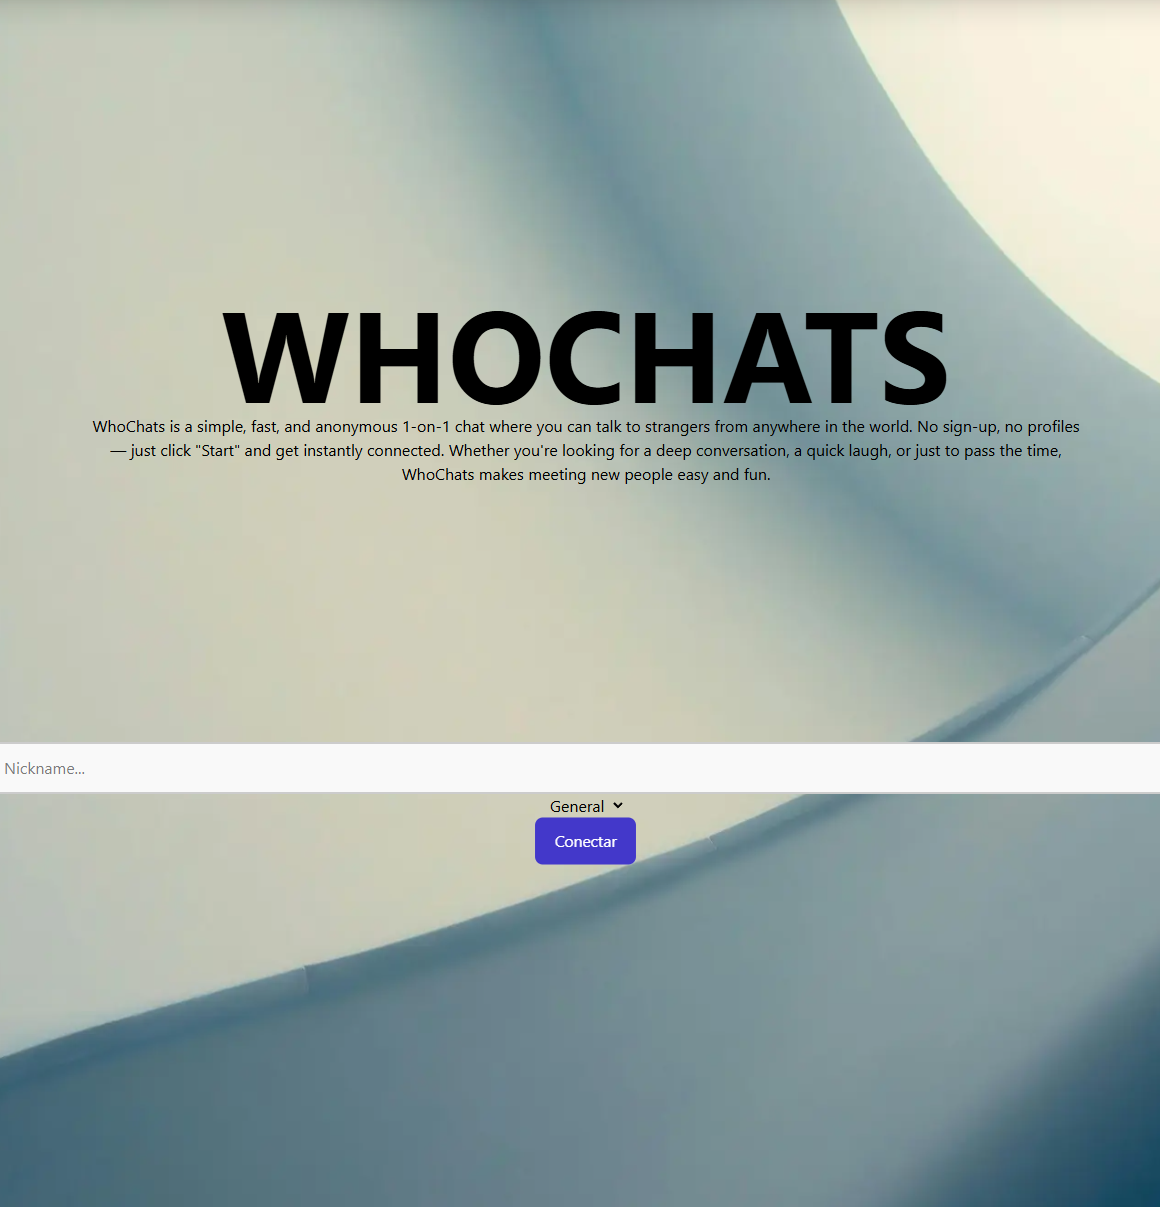 WHOCHATS
WhoChats is a simple, fast, and anonymous 1-on-1 chat where you can talk to strangers from anywhere in the world. No sign-up, no profiles
— just click "Start" and get instantly connected. Whether you're looking for a deep conversation, a quick laugh, or just to pass the time,
WhoChats makes meeting new people easy and fun.
Nickname...
General
Conectar